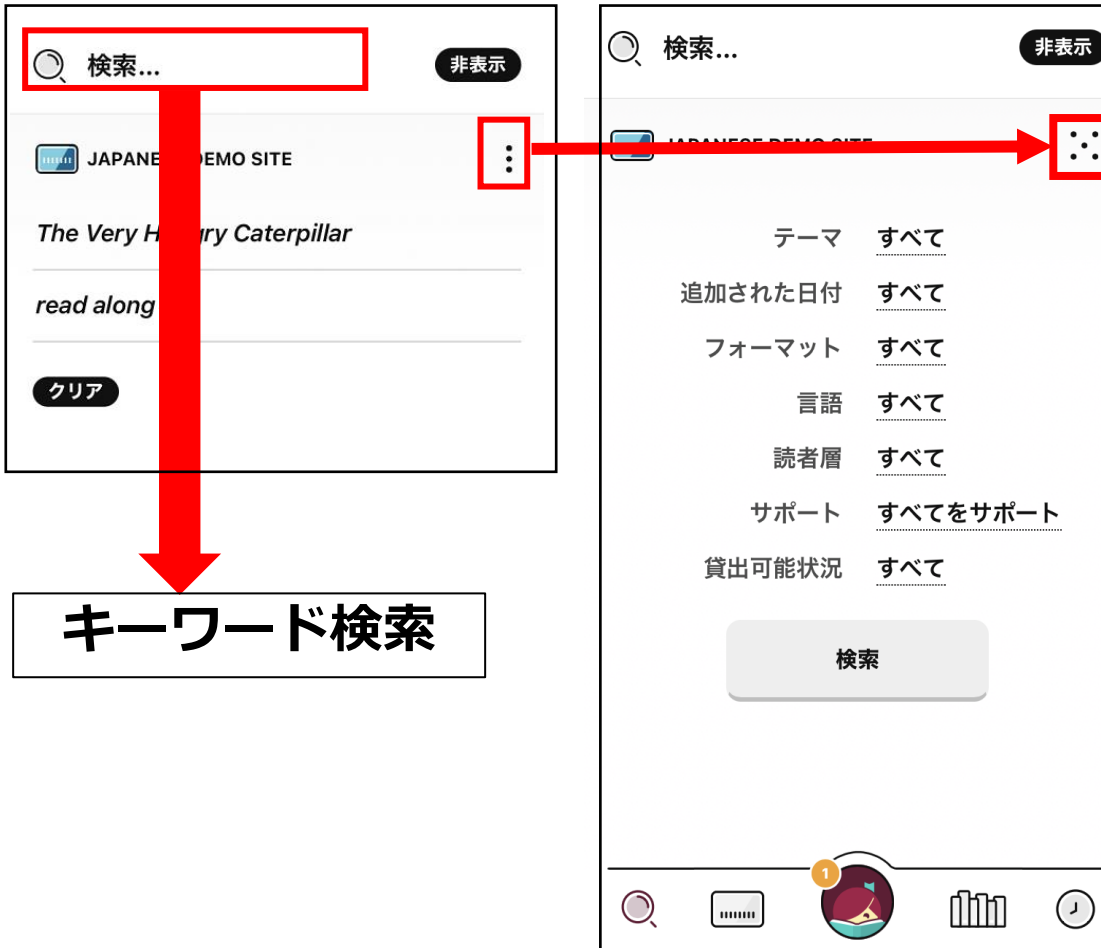 検索...
非表示
JAPANE EMO SITE
The Very H gry Caterpillar
read along
クリア
キーワード検索
検索...
非表示
JAPANESE DEMO SITE
テーマ すべて
追加された日付 すべて
フォーマット すべて
言語 すべて
読者層 すべて
サポート すべてをサポート
貸出可能状況 すべて
検索
1